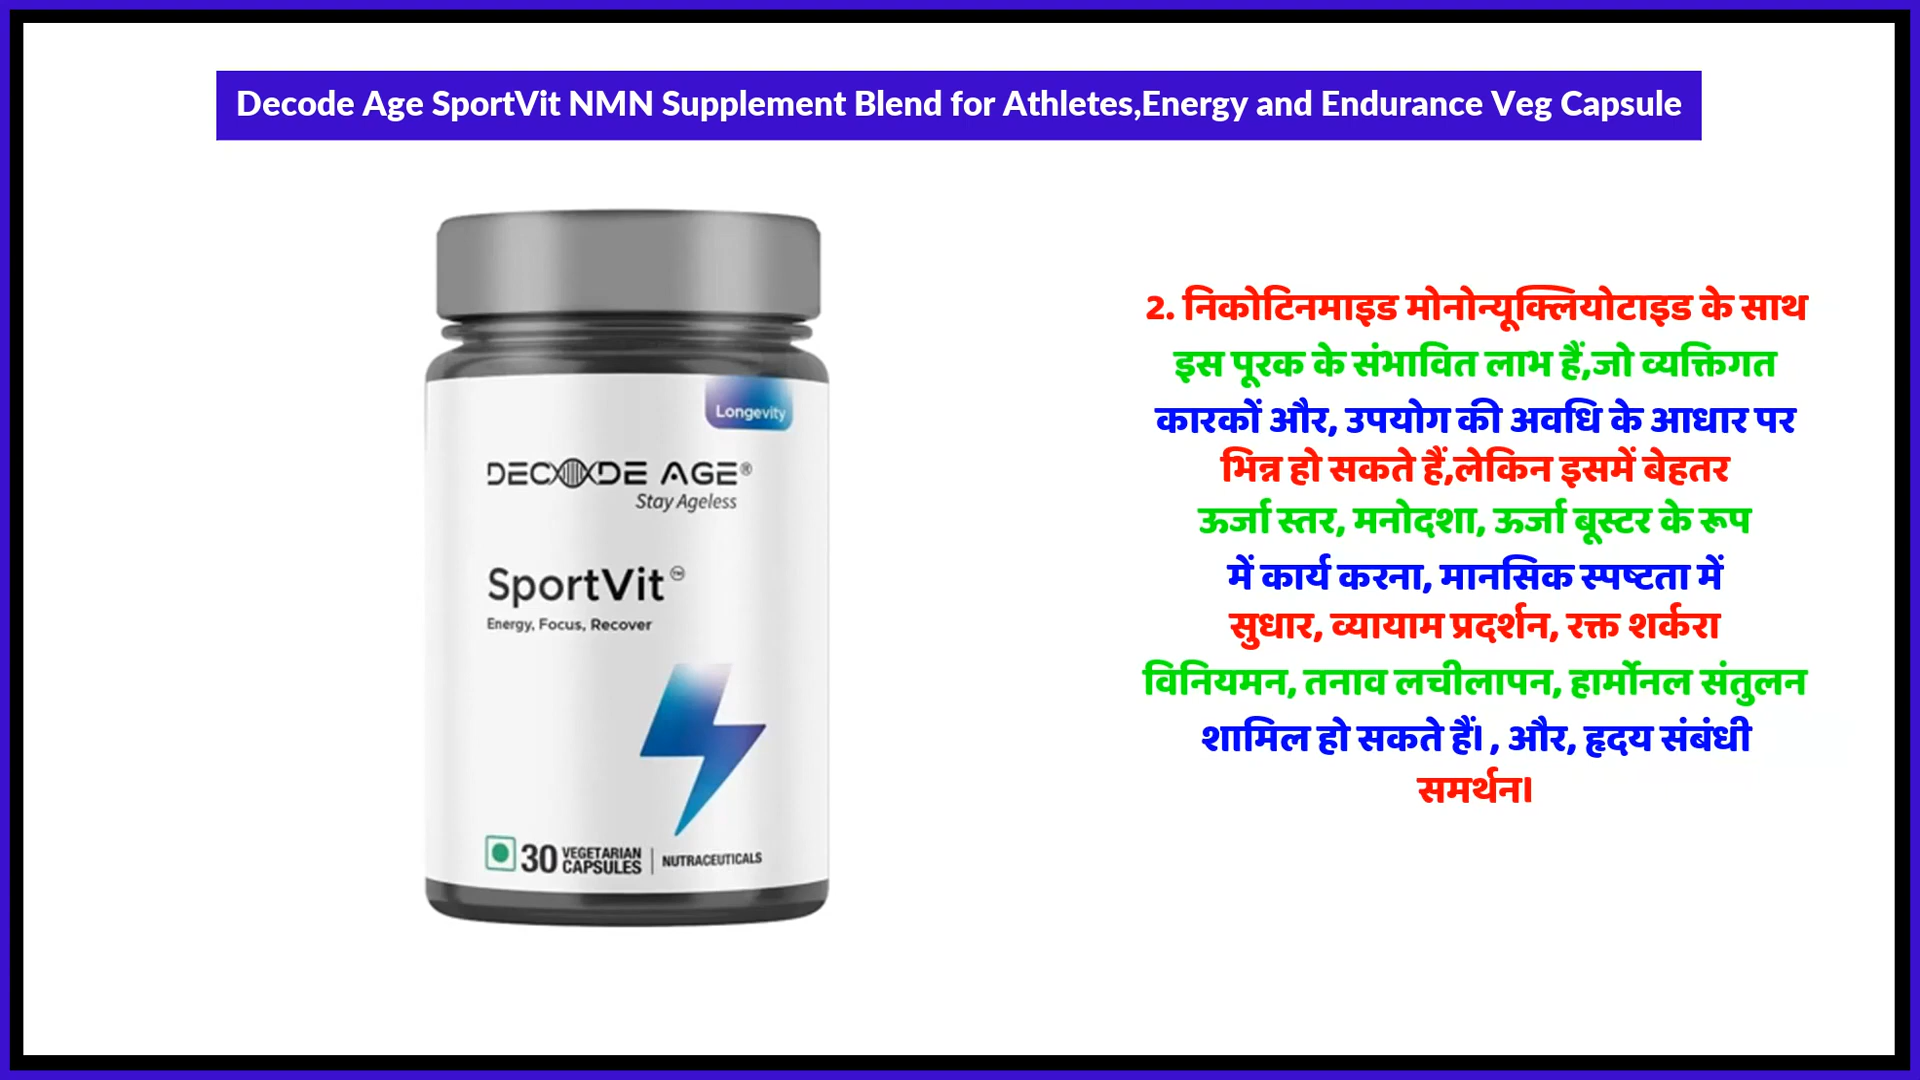 Decode Age SportVit NMN Supplement Blend for Athletes,Energy and Endurance Veg Capsule
Longevity
DECODE AGE®
Stay Ageless
SportVit™
Energy, Focus, Recover
30 VEGETARIAN CAPSULES | NUTRACEUTICALS
2. निकोटिनमाइड मोनोन्यूक्लियोटाइड के साथ
इस पूरक के संभावित लाभ हैं,जो व्यक्तिगत
कारकों और, उपयोग की अवधि के आधार पर
भिन्न हो सकते हैं,लेकिन इसमें बेहतर
ऊर्जा स्तर, मनोदशा, ऊर्जा बूस्टर के रूप
में कार्य करना, मानसिक स्पष्टता में
सुधार, व्यायाम प्रदर्शन, रक्त शर्करा
विनियमन, तनाव लचीलापन, हार्मोनल संतुलन
शामिल हो सकते हैं। , और, हृदय संबंधी
समर्थन।